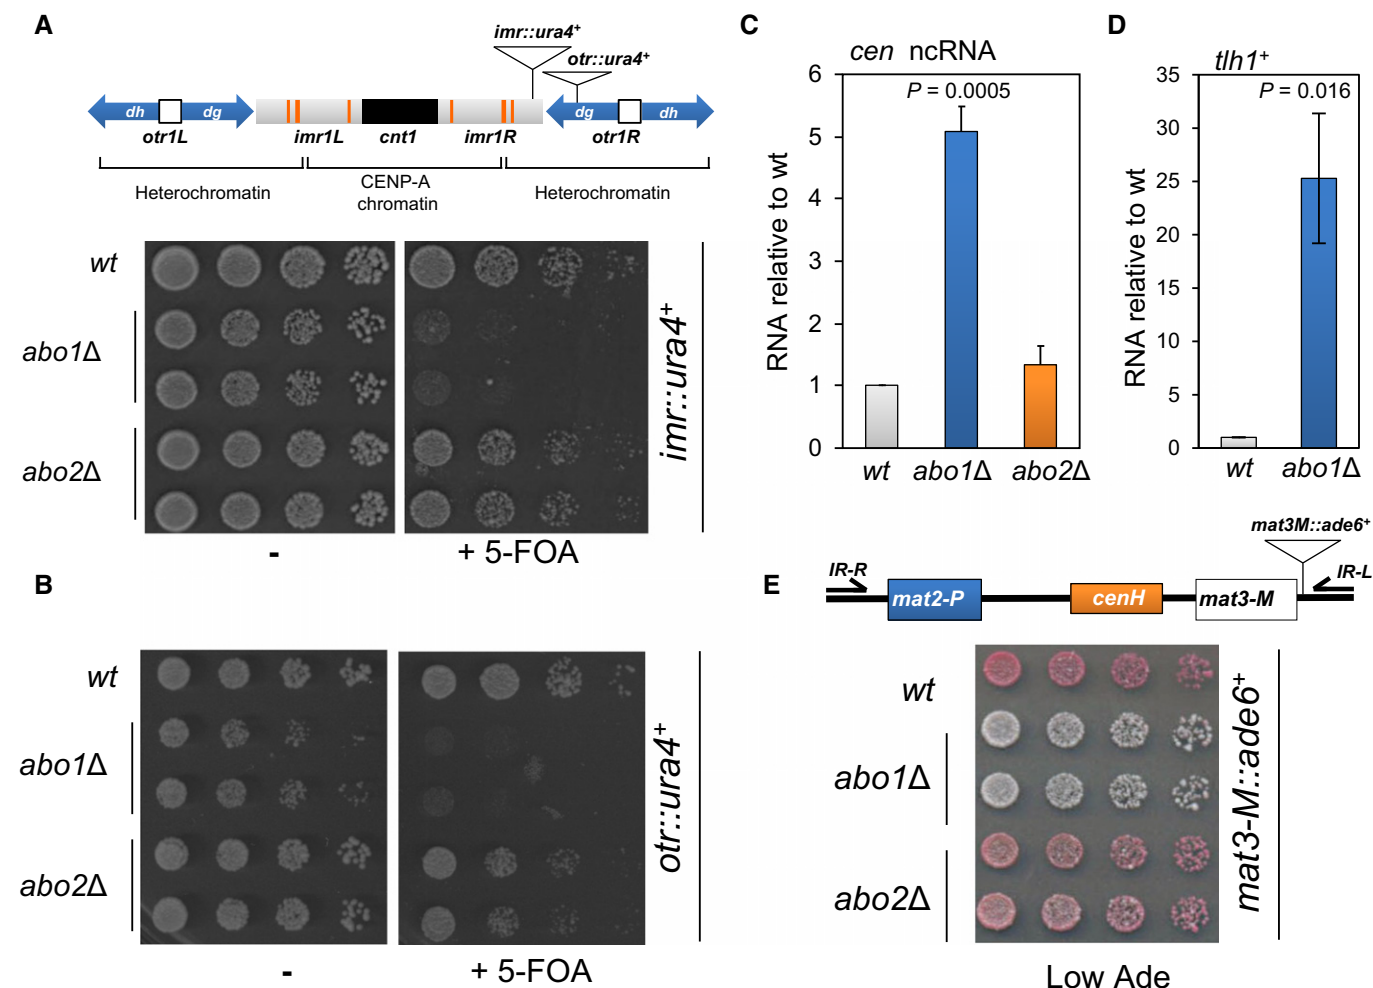 A
imr::ura4+
otr::ura4+
dh dg dg dh
otr1L imr1L cnt1 imr1R otr1R
Heterochromatin CENP-A chromatin Heterochromatin
wt
abo1Δ
abo2Δ
imr::ura4+
- + 5-FOA
B
wt
abo1Δ
abo2Δ
otr::ura4+
- + 5-FOA
C
cen ncRNA
P = 0.0005
RNA relative to wt
6
5
4
3
2
1
0
wt abo1Δ abo2Δ
D
tlh1+
P = 0.016
RNA relative to wt
35
30
25
20
15
10
5
0
wt abo1Δ
E
mat3M::ade6+
IR-R IR-L
mat2-P cenH mat3-M
wt
abo1Δ
abo2Δ
mat3-M::ade6+
Low Ade